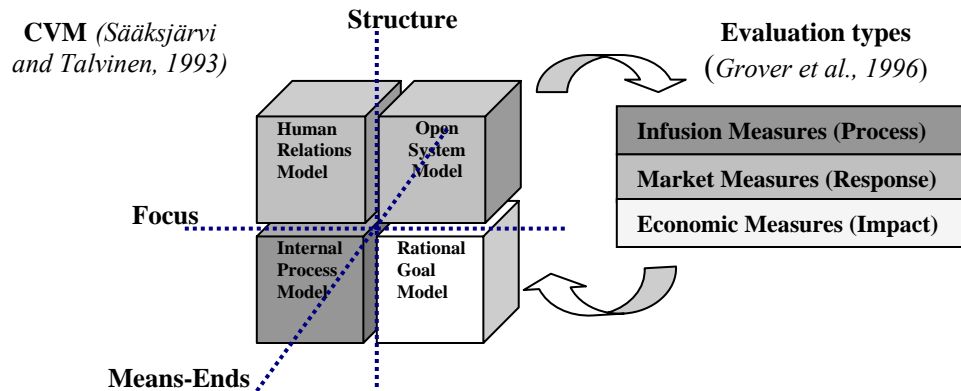 Structure
CVM (Sääksjärvi
and Talvinen, 1993)
Evaluation types
(Grover et al., 1996)
Human
Relations
Model
Open
System
Model
Infusion Measures (Process)
Market Measures (Response)
Economic Measures (Impact)
Focus
Internal
Process
Model
Rational
Goal
Model
Means-Ends